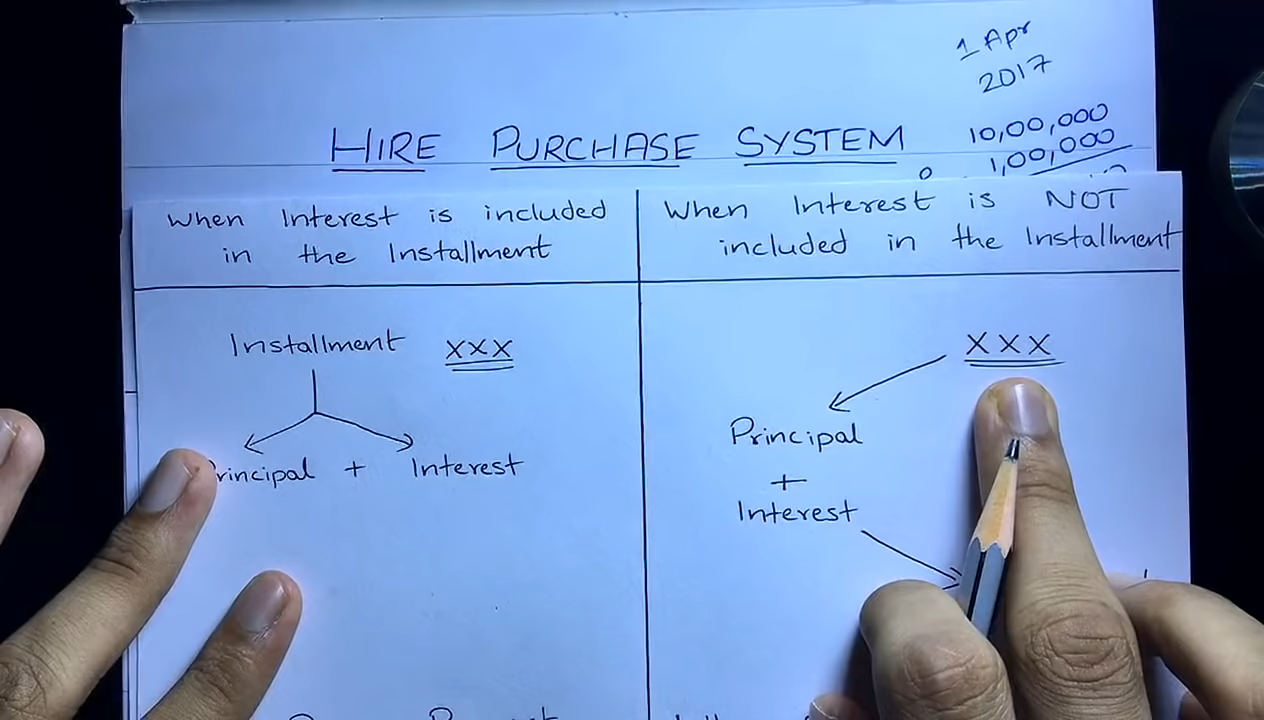 1 Apr
2017
HIRE PURCHASE SYSTEM
10,00,000
1,00,000
When Interest is included
in the Installment
When Interest is NOT
included in the Installment
Installment XXX
Principal + Interest
XXX
Principal
+
Interest